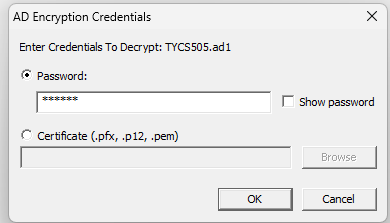 AD Encryption Credentials
Enter Credentials To Decrypt: TYCS505.ad1
Password:
******
Show password
Certificate (.pfx, .p12, .pem)
Browse
OK
Cancel